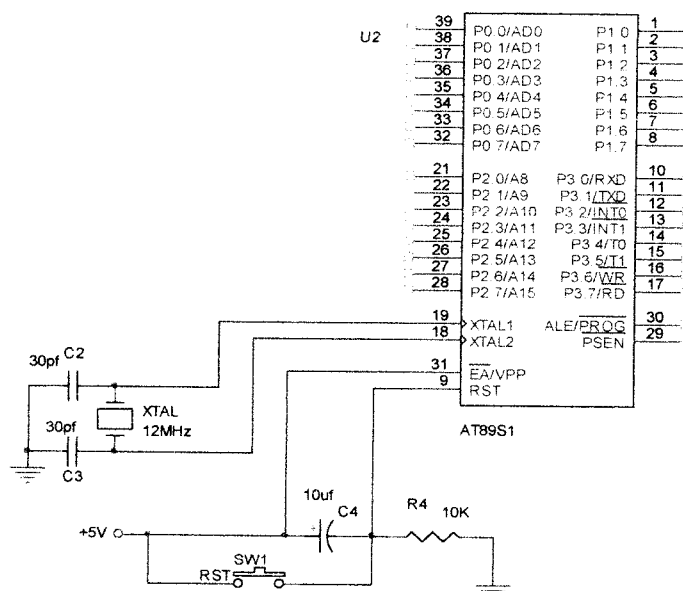 U2
39 P0.0/AD0 P1.0 1
38 P0.1/AD1 P1.1 2
37 P0.2/AD2 P1.2 3
36 P0.3/AD3 P1.3 4
35 P0.4/AD4 P1.4 5
34 P0.5/AD5 P1.5 6
33 P0.6/AD6 P1.6 7
32 P0.7/AD7 P1.7 8
21 P2.0/A8 P3.0/RXD 10
22 P2.1/A9 P3.1/TXD 11
23 P2.2/A10 P3.2/INT0 12
24 P2.3/A11 P3.3/INT1 13
25 P2.4/A12 P3.4/T0 14
26 P2.5/A13 P3.5/T1 15
27 P2.6/A14 P3.6/WR 16
28 P2.7/A15 P3.7/RD 17
19 XTAL1 ALE/PROG 30
18 XTAL2 PSEN 29
31 EA/VPP
9 RST
AT89S1
30pf C2
XTAL
12MHz
30pf
C3
10uf C4
R4 10K
+5V
SW1
RST